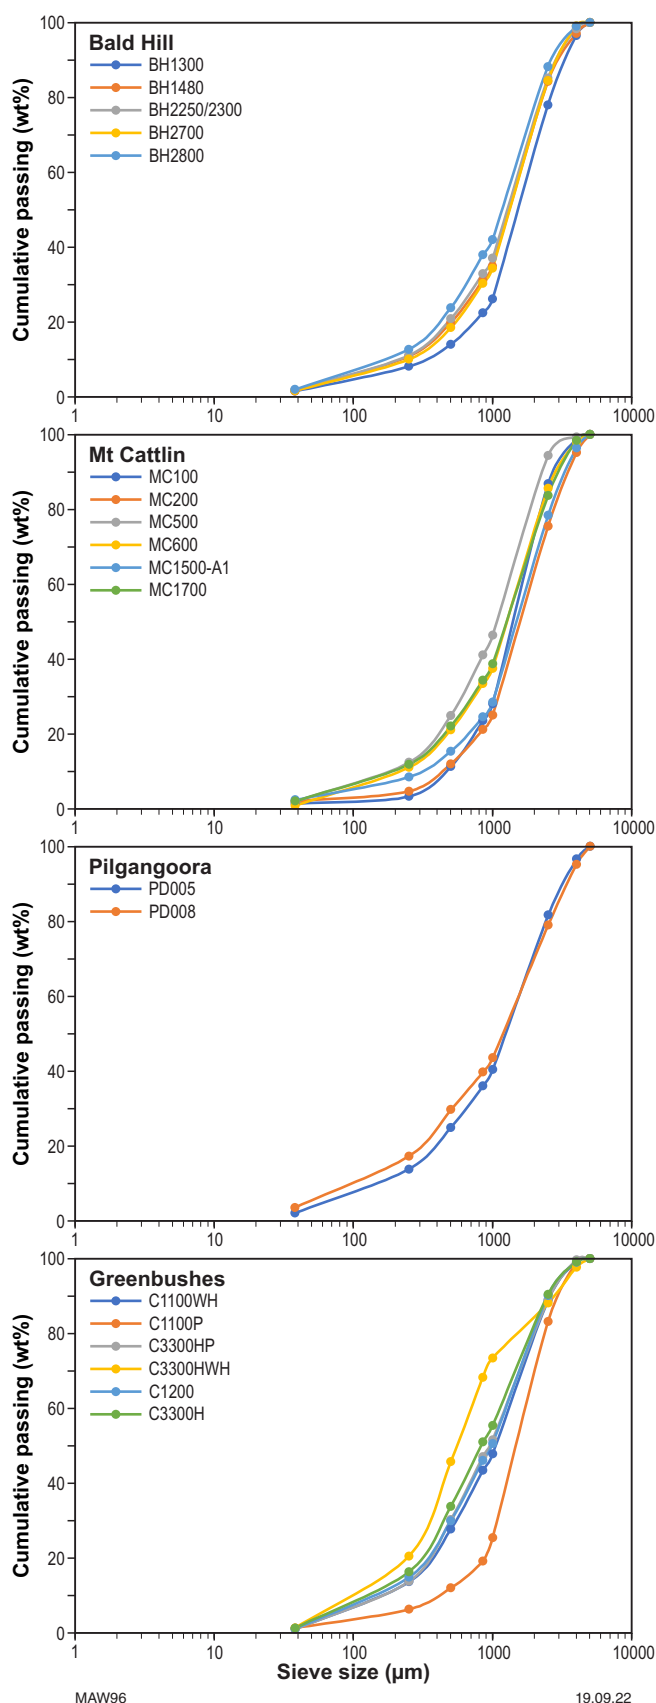 100
Bald Hill
BH1300
BH1480
80
BH2250/2300
BH2700
BH2800
60
Cumulative passing (wt%)
40
20
0
1 10 100 1000 10000
100
Mt Cattlin
MC100
MC200
80
MC500
MC600
MC1500-A1
60
MC1700
Cumulative passing (wt%)
40
20
0
1 10 100 1000 10000
100
Pilgangoora
PD005
PD008
80
60
Cumulative passing (wt%)
40
20
0
1 10 100 1000 10000
100
Greenbushes
C1100WH
C1100P
80
C3300HP
C3300HWH
C1200
60
C3300H
Cumulative passing (wt%)
40
20
0
1 10 100 1000 10000
Sieve size (µm)
MAW96 19.09.22